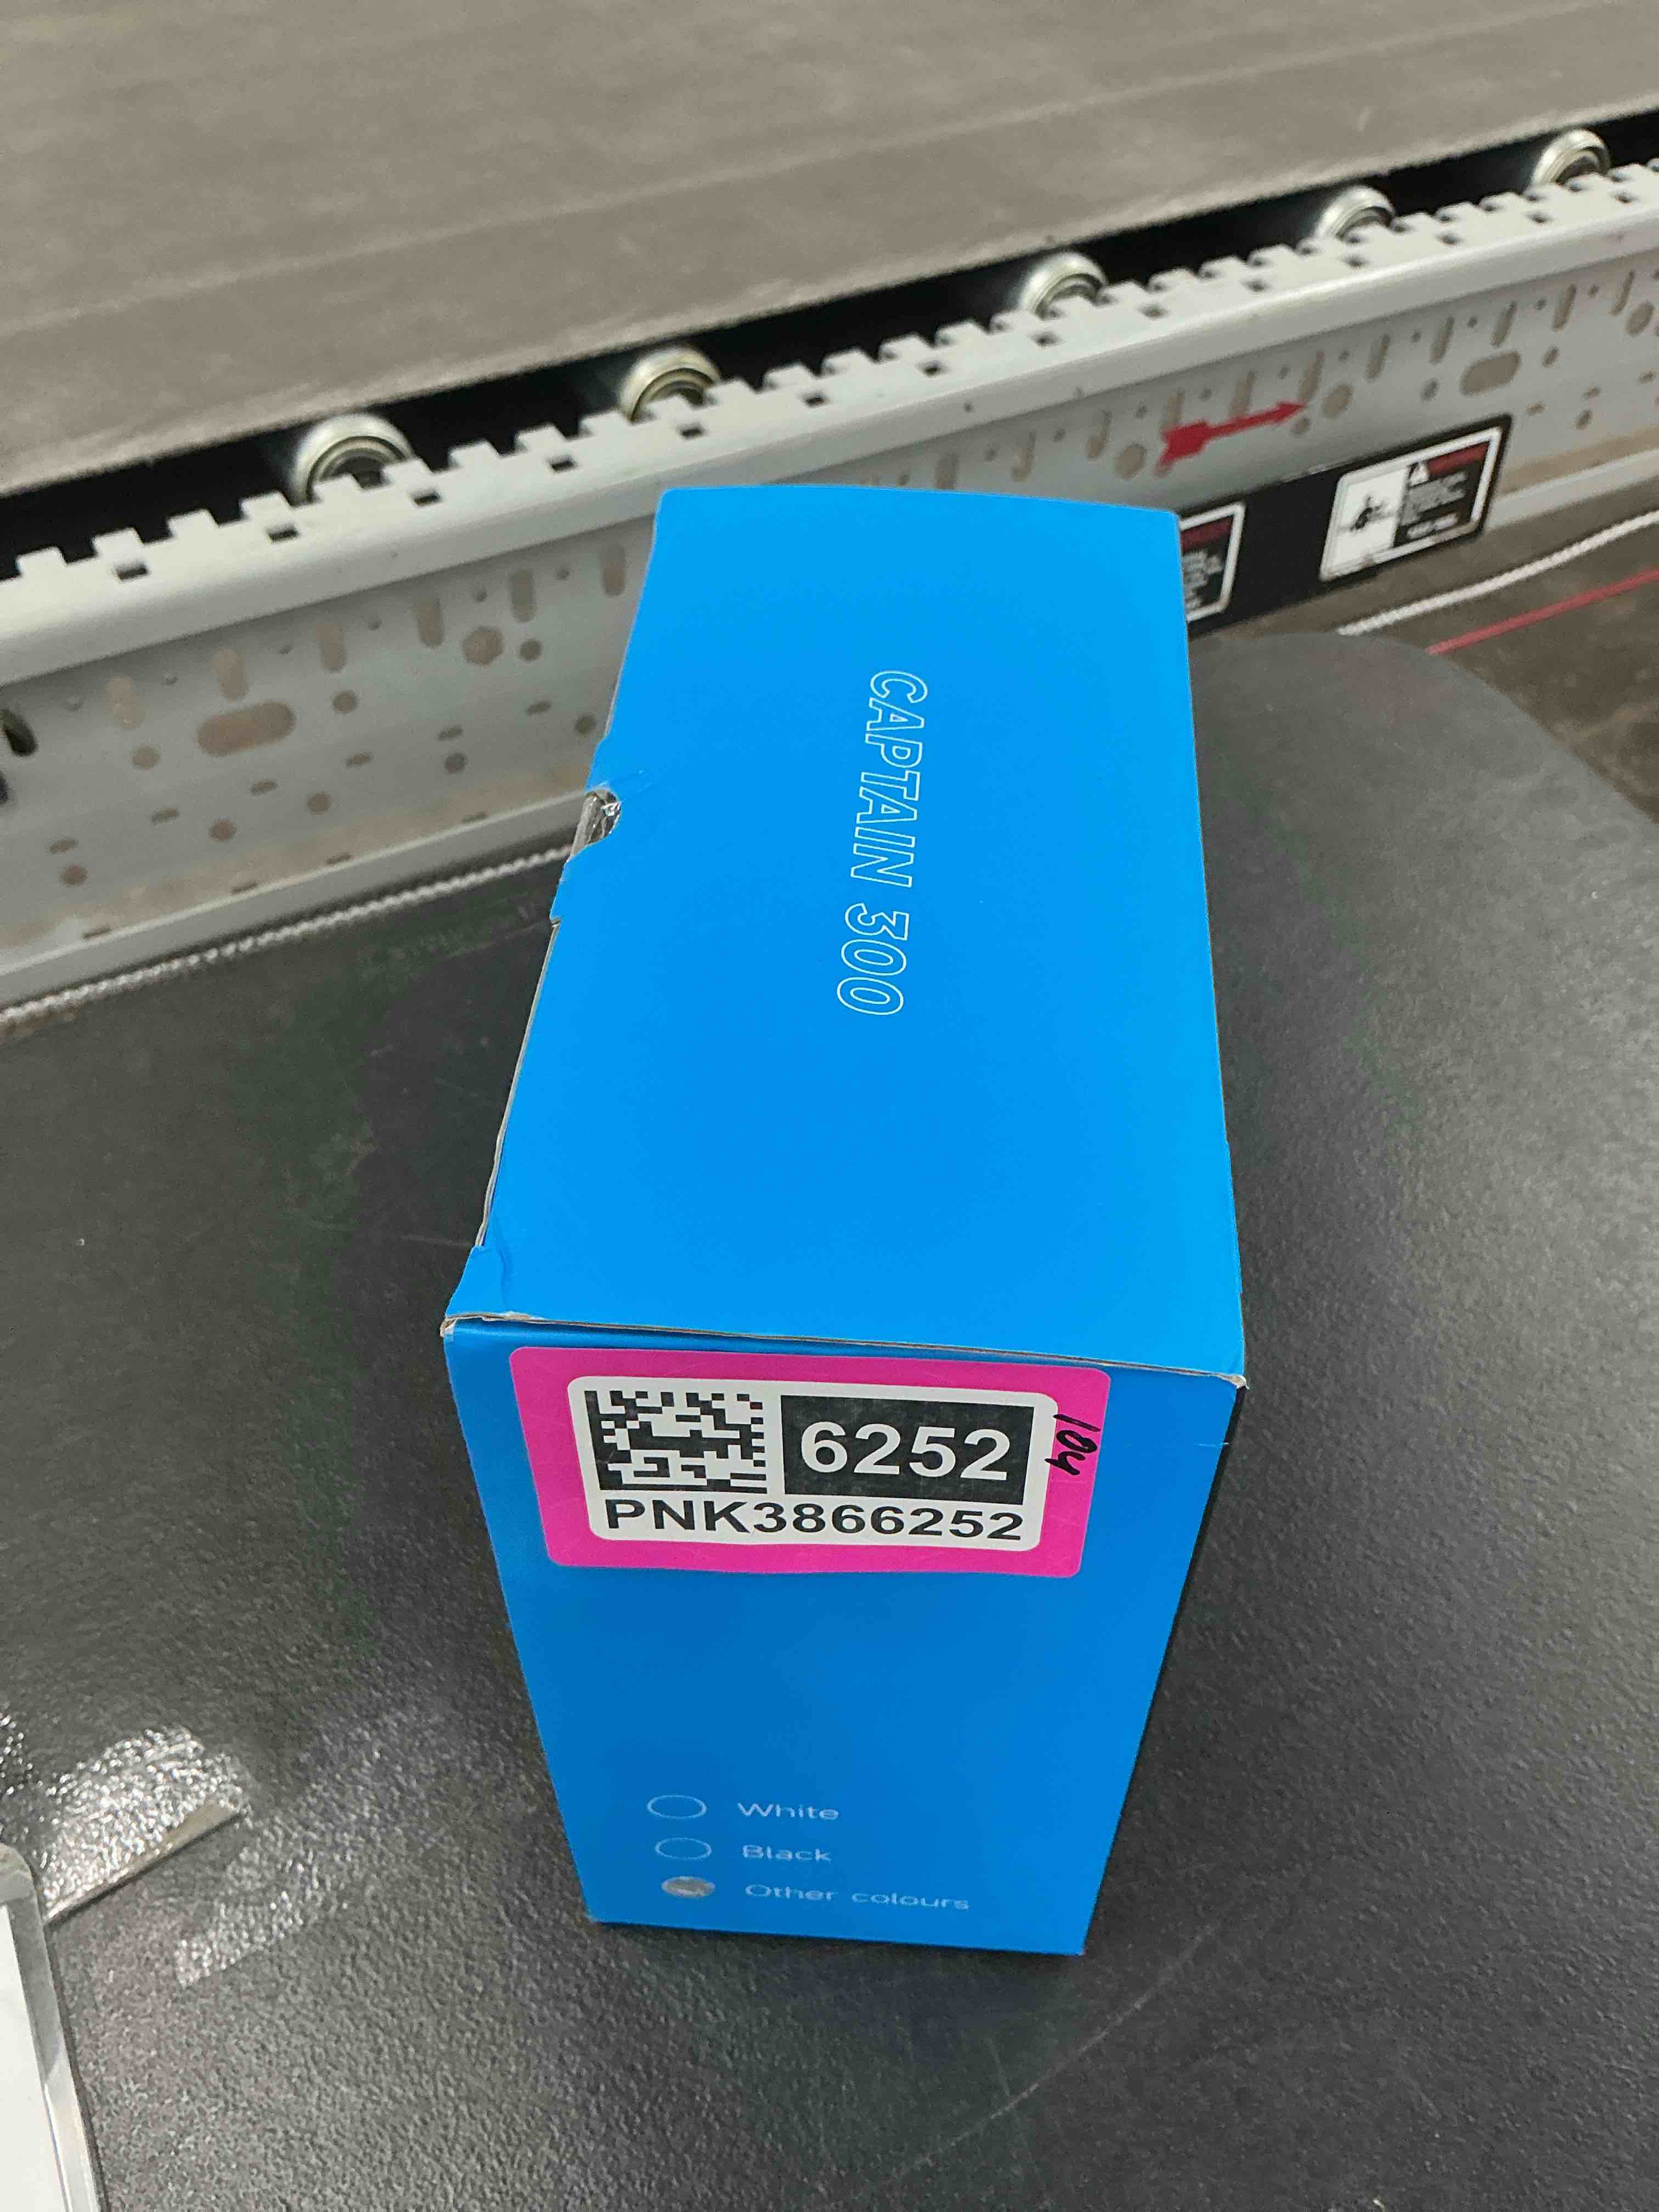 CAPTAIN 300
6252
104
PNK3866252
White
Black
Other colours